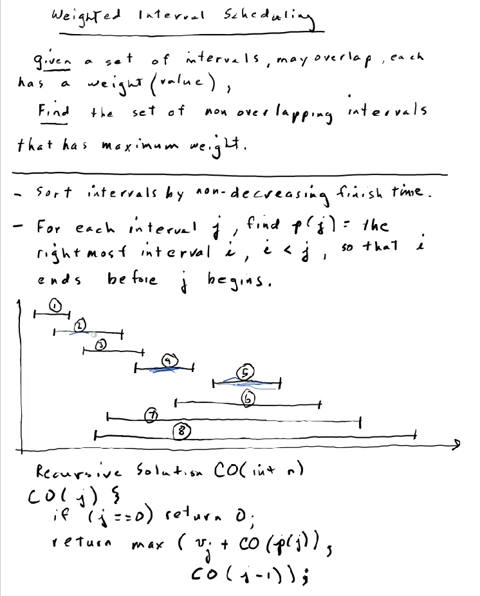 Weighted Interval Scheduling
given a set of intervals, may overlap, each
has a weight (value),
Find the set of non overlapping intervals
that has maximum weight.
- Sort intervals by non-decreasing finish time.
- For each interval j, find p(j) = the
rightmost interval i, i < j, so that i
ends before j begins.
1
2
3
4
5
6
7
8
Recursive Solution CO(int n)
CO(j) {
if (j==0) return 0;
return max ( vj + CO(p(j)),
CO(j-1));